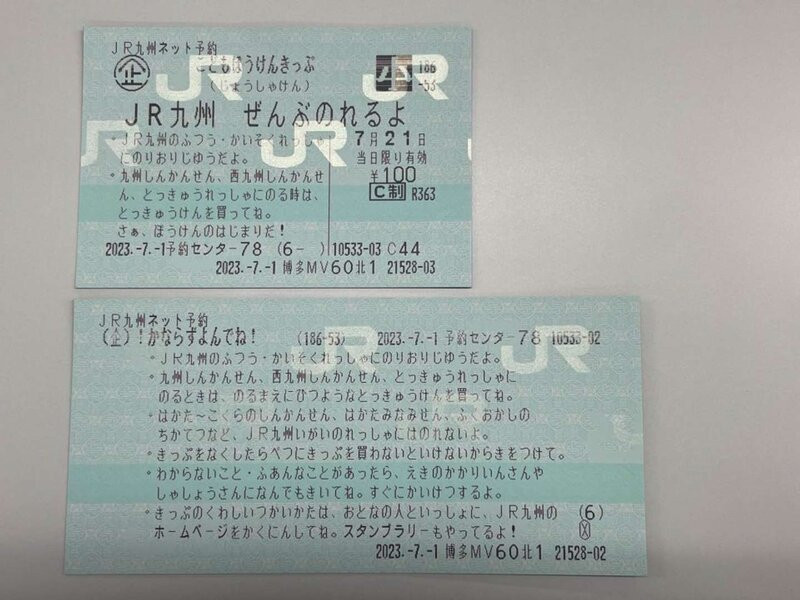 JR九州ネット予約
企
こどもぼうけんきっぷ
(じょうしゃけん)
小 186
-53
JR九州 ぜんぶのれるよ
・JR九州のふつう・かいそくれっしゃ
にのりおりじゆうだよ。
・九州しんかんせん、西九州しんかんせ
ん、とっきゅうれっしゃにのる時は、
とっきゅうけんを買ってね。
さぁ、ぼうけんのはじまりだ!
7月21日
当日限り有効
¥100
C制 R363
2023.-7.-1予約センター78 (6- ) 10533-03 C44
2023.-7.-1 博多MV60北1 21528-03
JR九州ネット予約
(企)!かならずよんでね! (186-53) 2023.-7.-1 予約センター78 10533-02
・JR九州のふつう・かいそくれっしゃにのりおりじゆうだよ。
・九州しんかんせん、西九州しんかんせん、とっきゅうれっしゃに
のるときは、のるまえにひつようなとっきゅうけんを買ってね。
・はかた〜こくらのしんかんせん、はかたみなみせん、ふくおかしの
ちかてつなど、JR九州いがいのれっしゃにはのれないよ。
・きっぷをなくしたらべつにきっぷを買わないといけないからきをつけて。
・わからないこと・ふあんなことがあったら、えきのかかりいんさんや
しゃしょうさんになんでもきいてね。すぐにかいけつするよ。
・きっぷのくわしいつかいかたは、おとなの人といっしょに、JR九州の (6)
ホームページをかくにんしてね。スタンプラリーもやってるよ!
2023.-7.-1 博多MV60北1 21528-02